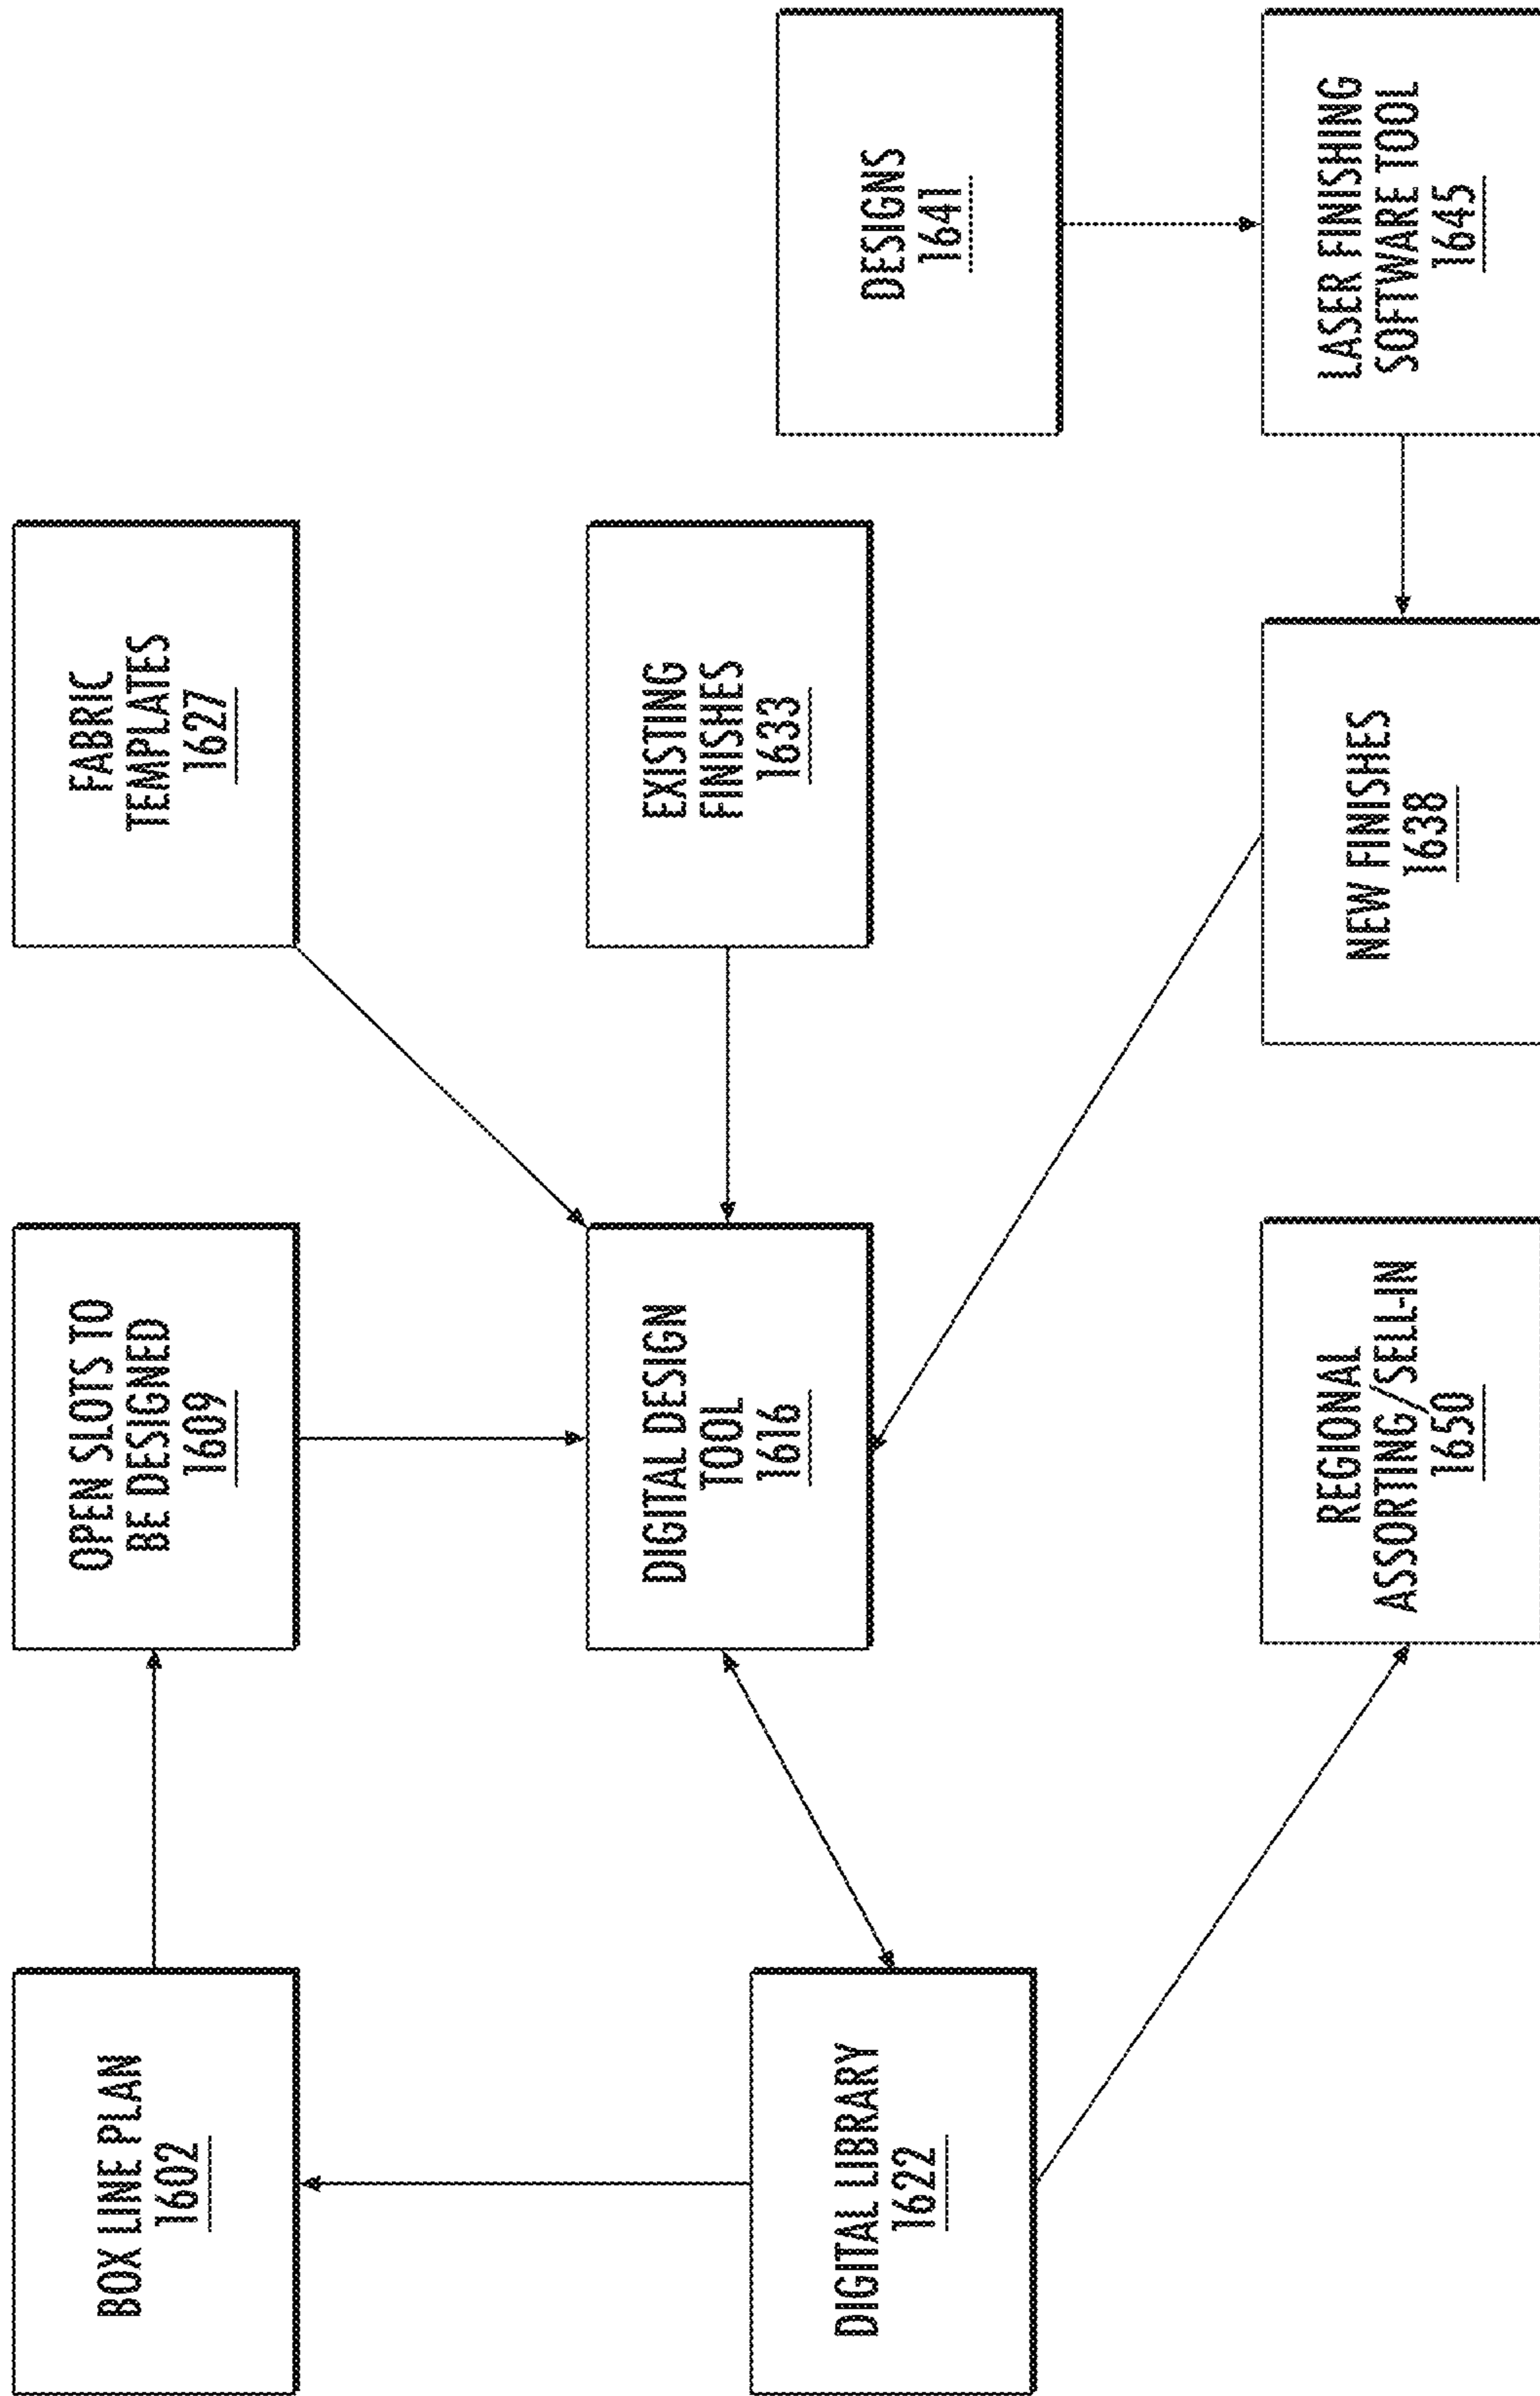 BOX LINE PLAN
1602
OPEN SLOTS TO
BE DESIGNED
1609
FABRIC
TEMPLATES
1627
DIGITAL DESIGN
TOOL
1616
EXISTING
FINISHES
1633
DIGITAL LIBRARY
1622
DESIGNS
1641
REGIONAL
ASSORTING/SELL-IN
1650
NEW FINISHES
1638
LASER FINISHING
SOFTWARE TOOL
1645